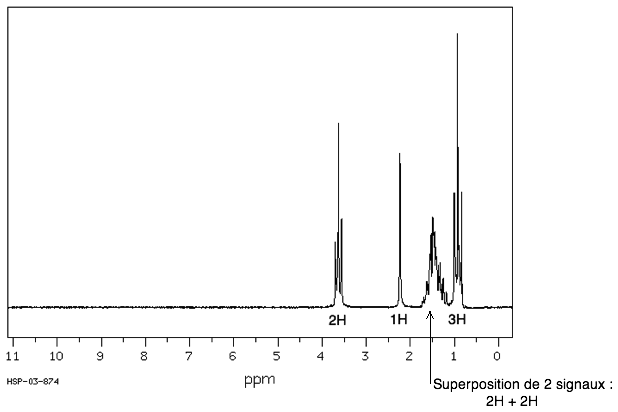 2H 1H 3H
11 10 9 8 7 6 5 4 3 2 1 0
HSP-03-874 ppm
Superposition de 2 signaux :
2H + 2H